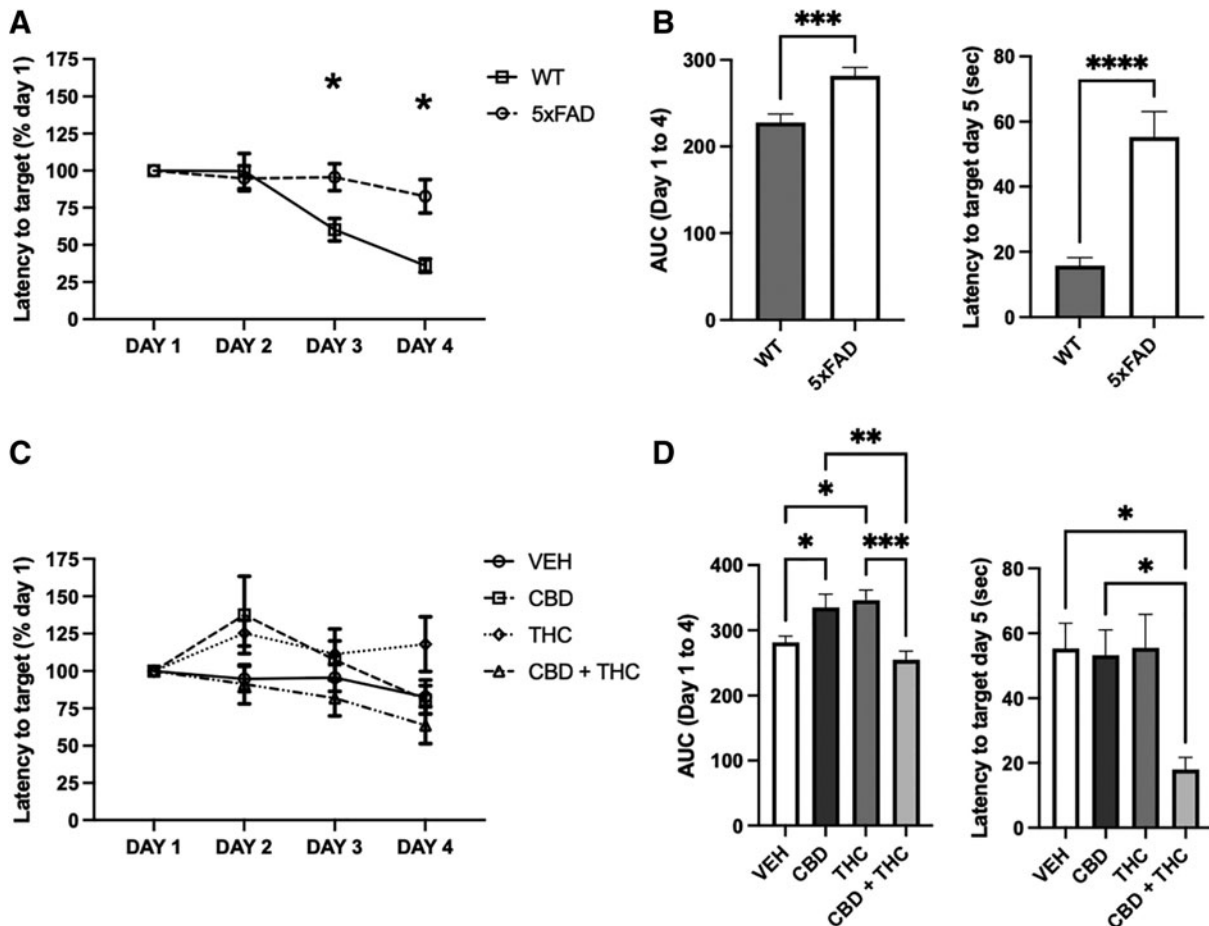 A
Latency to target (% day 1)
175
150
125
100
75
50
25
0
DAY 1 DAY 2 DAY 3 DAY 4
* *
WT
5xFAD
B
AUC (Day 1 to 4)
300
200
100
0
***
WT 5xFAD
Latency to target day 5 (sec)
80
60
40
20
0
****
WT 5xFAD
C
Latency to target (% day 1)
175
150
125
100
75
50
25
0
DAY 1 DAY 2 DAY 3 DAY 4
VEH
CBD
THC
CBD + THC
D
AUC (Day 1 to 4)
400
300
200
100
0
**
*
* ***
VEH CBD THC CBD + THC
Latency to target day 5 (sec)
80
60
40
20
0
*
*
VEH CBD THC CBD + THC